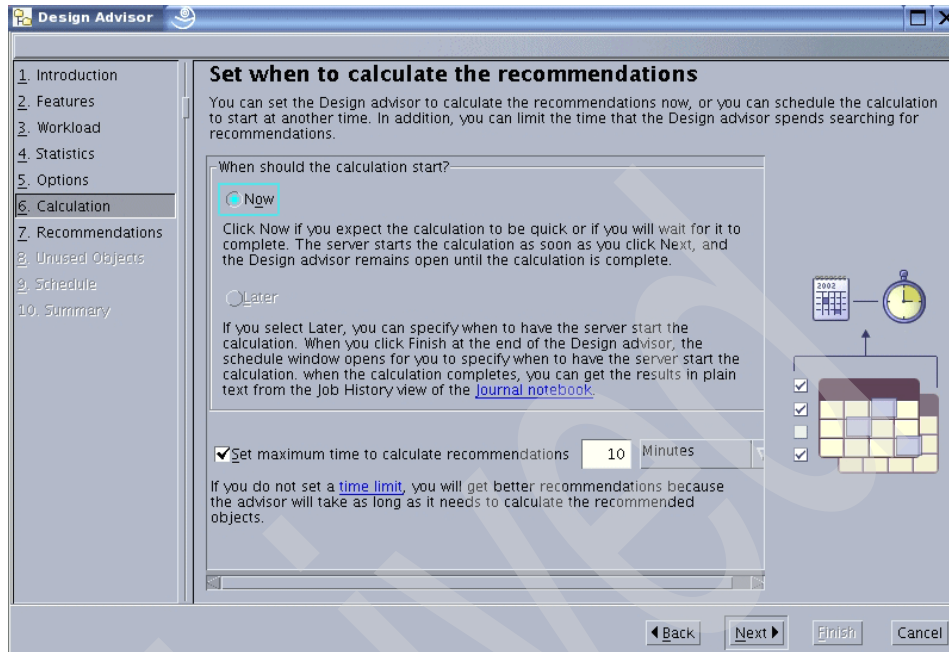 Design Advisor
1. Introduction
2. Features
3. Workload
4. Statistics
5. Options
6. Calculation
7. Recommendations
8. Unused Objects
9. Schedule
10. Summary
Set when to calculate the recommendations
You can set the Design advisor to calculate the recommendations now, or you can schedule the calculation
to start at another time. In addition, you can limit the time that the Design advisor spends searching for
recommendations.
When should the calculation start?
Now
Click Now if you expect the calculation to be quick or if you will wait for it to
complete. The server starts the calculation as soon as you click Next, and
the Design advisor remains open until the calculation is complete.
Later
If you select Later, you can specify when to have the server start the
calculation. When you click Finish at the end of the Design advisor, the
schedule window opens for you to specify when to have the server start the
calculation. when the calculation completes, you can get the results in plain
text from the Job History view of the Journal notebook.
2002
Set maximum time to calculate recommendations 10 Minutes
If you do not set a time limit, you will get better recommendations because
the advisor will take as long as it needs to calculate the recommended
objects.
Back Next Finish Cancel